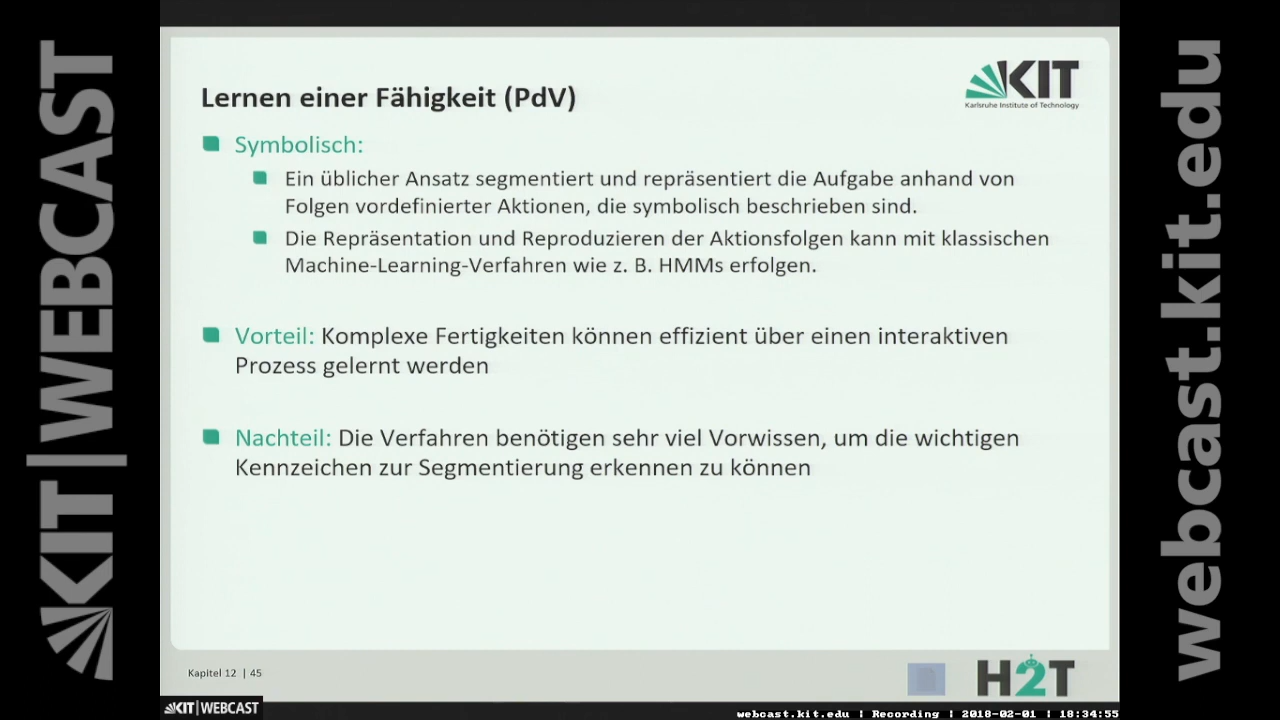 KIT|WEBCAST
KIT
Karlsruhe Institute of Technology
Lernen einer Fähigkeit (PdV)
Symbolisch:
Ein üblicher Ansatz segmentiert und repräsentiert die Aufgabe anhand von
Folgen vordefinierter Aktionen, die symbolisch beschrieben sind.
Die Repräsentation und Reproduzieren der Aktionsfolgen kann mit klassischen
Machine-Learning-Verfahren wie z. B. HMMs erfolgen.
Vorteil: Komplexe Fertigkeiten können effizient über einen interaktiven
Prozess gelernt werden
Nachteil: Die Verfahren benötigen sehr viel Vorwissen, um die wichtigen
Kennzeichen zur Segmentierung erkennen zu können
Kapitel 12 | 45
H2T
KIT|WEBCAST
webcast.kit.edu | Recording | 2018-02-01 | 18:34:55
webcast.kit.edu